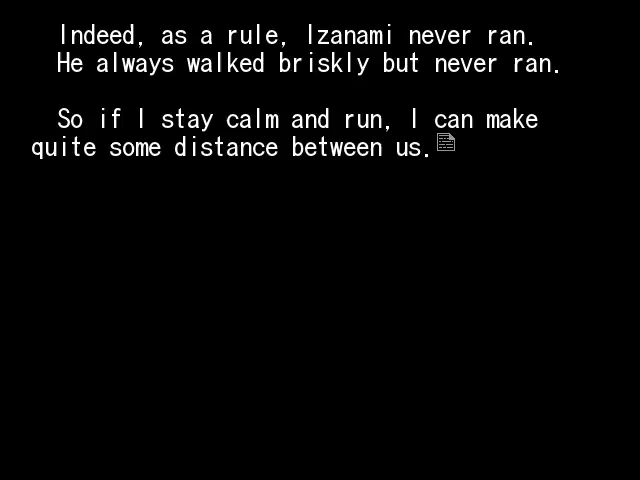 Indeed, as a rule, Izanami never ran.
He always walked briskly but never ran.
So if I stay calm and run, I can make
quite some distance between us.